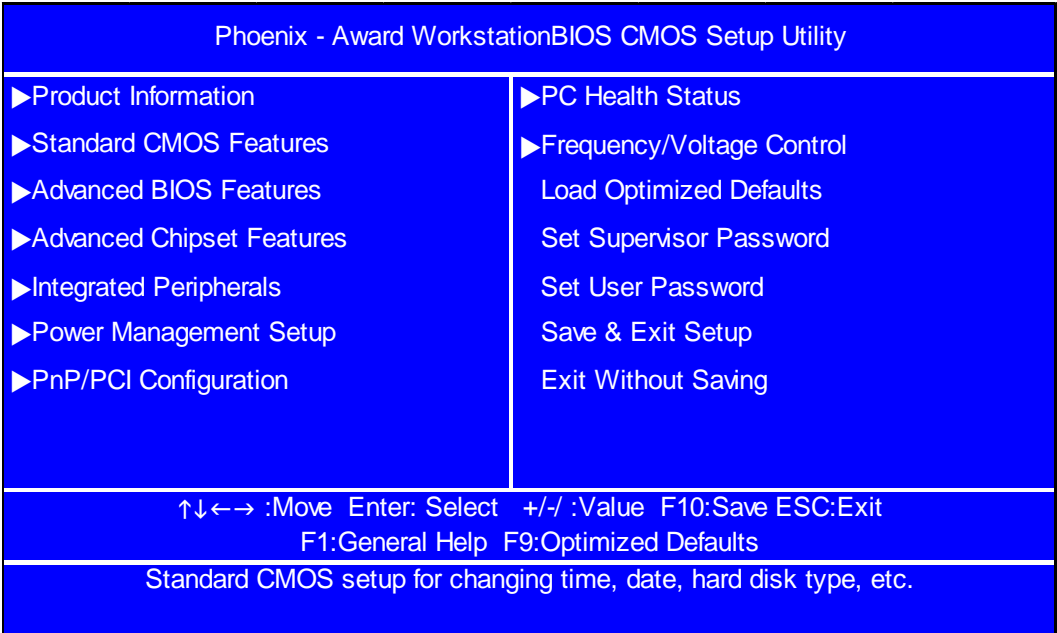 Phoenix - Award WorkstationBIOS CMOS Setup Utility
▶Product Information
▶Standard CMOS Features
▶Advanced BIOS Features
▶Advanced Chipset Features
▶Integrated Peripherals
▶Power Management Setup
▶PnP/PCI Configuration
▶PC Health Status
▶Frequency/Voltage Control
Load Optimized Defaults
Set Supervisor Password
Set User Password
Save & Exit Setup
Exit Without Saving
↑↓←→ :Move Enter: Select +/-/ :Value F10:Save ESC:Exit
F1:General Help F9:Optimized Defaults
Standard CMOS setup for changing time, date, hard disk type, etc.